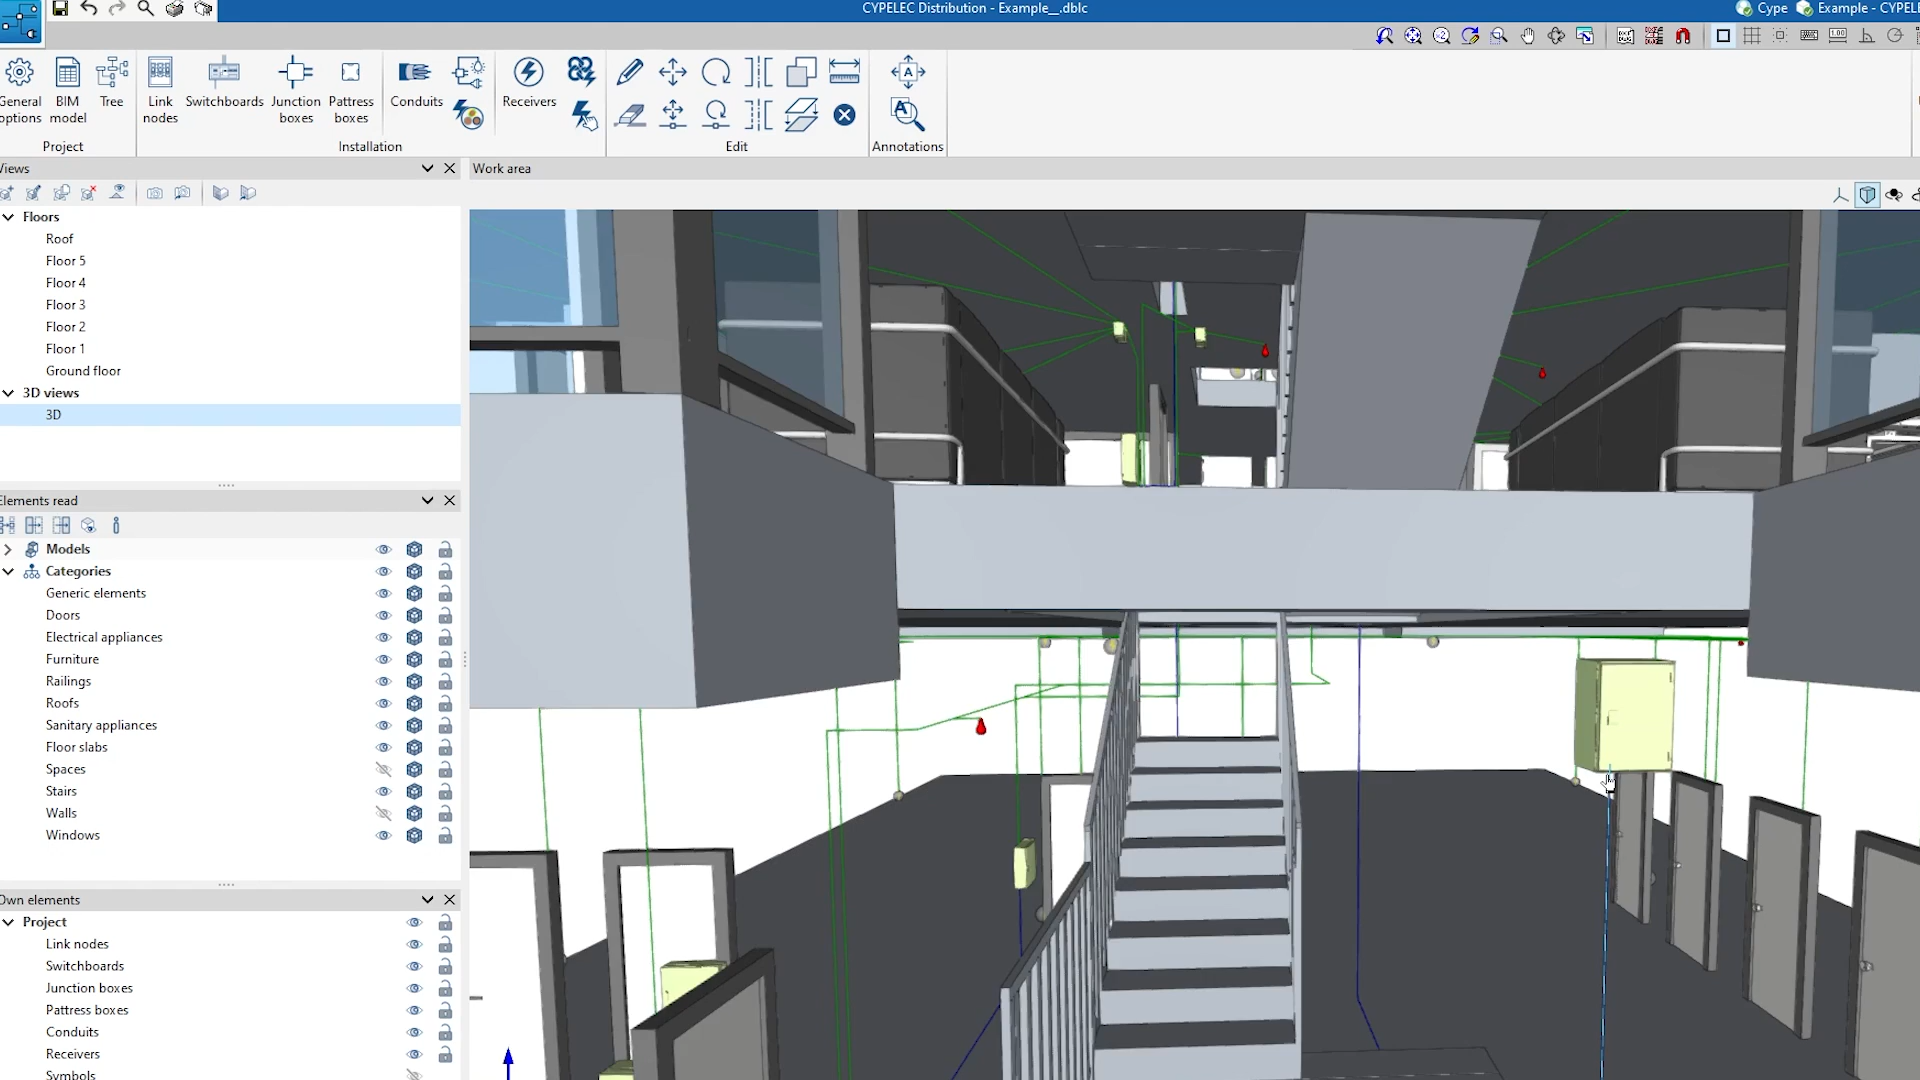 CYPELEC Distribution - Example__.dblc
Cype
Example - CYPELE
General options
BIM model
Tree
Link nodes
Switchboards
Junction boxes
Pattress boxes
Conduits
Receivers
Project
Installation
Edit
Annotations
Views
Work area
Floors
Roof
Floor 5
Floor 4
Floor 3
Floor 2
Floor 1
Ground floor
3D views
3D
Elements read
Models
Categories
Generic elements
Doors
Electrical appliances
Furniture
Railings
Roofs
Sanitary appliances
Floor slabs
Spaces
Stairs
Walls
Windows
Own elements
Project
Link nodes
Switchboards
Junction boxes
Pattress boxes
Conduits
Receivers
Symbols